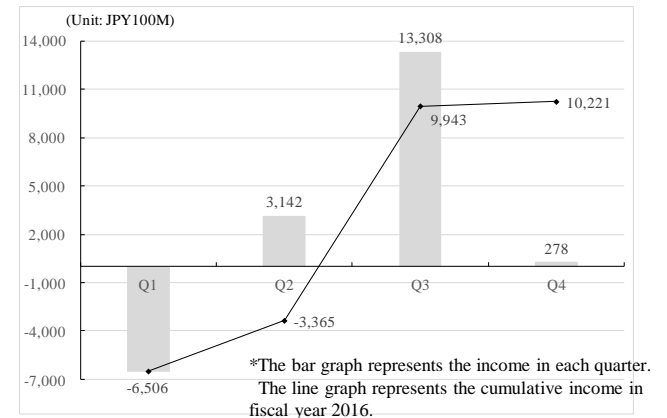 (Unit: JPY100M)
14,000
13,308
11,000
9,943
10,221
8,000
5,000
3,142
2,000
278
-1,000
Q1
Q2
Q3
Q4
-4,000
-3,365
-7,000
-6,506
*The bar graph represents the income in each quarter.
The line graph represents the cumulative income in
fiscal year 2016.